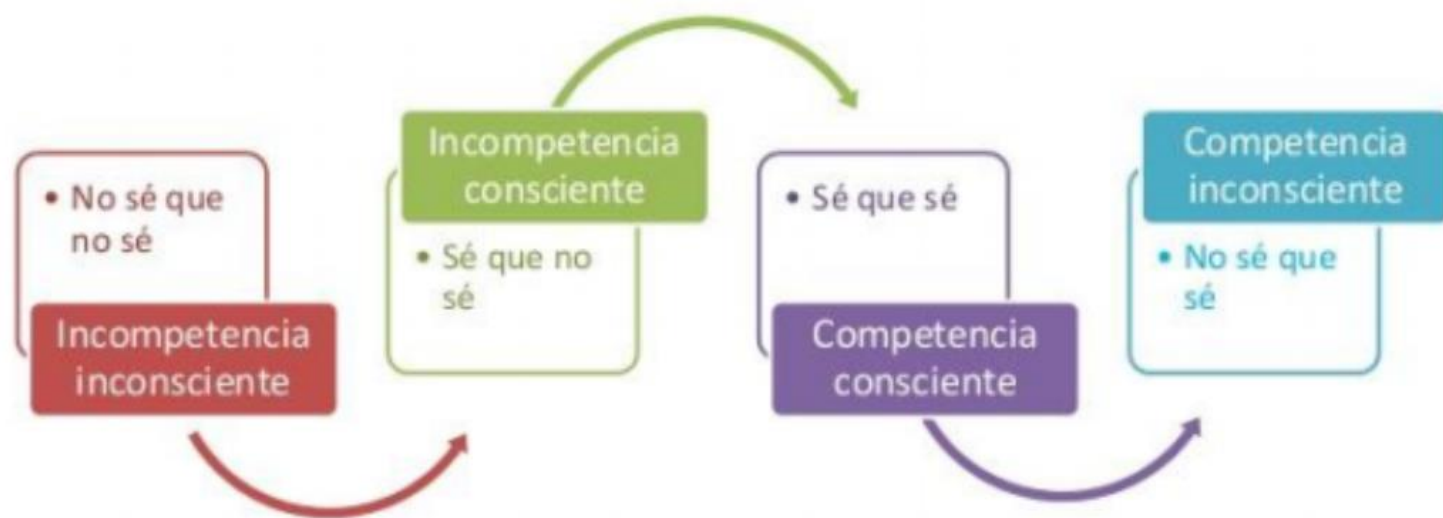 • No sé que
no sé
Incompetencia
inconsciente
Incompetencia
consciente
• Sé que no
sé
• Sé que sé
Competencia
consciente
Competencia
inconsciente
• No sé que
sé